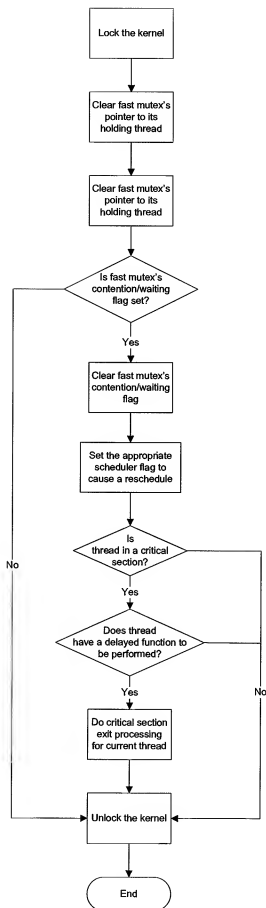 Lock the kernel
Clear fast mutex's
pointer to its
holding thread
Clear fast mutex's
pointer to its
holding thread
Is fast mutex's
contention/waiting
flag set?
Yes
Clear fast mutex's
contention/waiting
flag
Set the appropriate
scheduler flag to
cause a reschedule
Is
thread in a critical
section?
No
Yes
Does thread
have a delayed function to
be performed?
Yes
No
Do critical section
exit processing
for current thread
Unlock the kernel
End